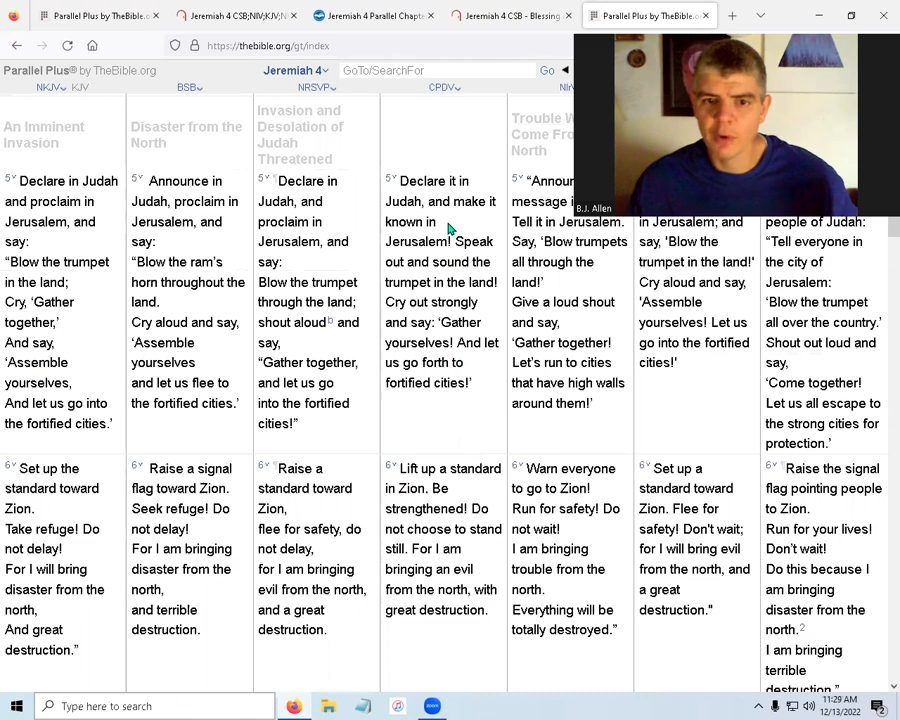 Parallel Plus by TheBible.or
Jeremiah 4 CSB;NIV;KJV;N
Jeremiah 4 Parallel Chapte
Jeremiah 4 CSB - Blessing
Parallel Plus by TheBible.o
https://thebible.org/gt/index
Parallel Plus® by TheBible.org
Jeremiah 4
GoTo/SearchFor
Go
NKJV KJV
BSB
NRSVP
CPDV
NIr
An Imminent
Invasion
Disaster from the
North
Invasion and
Desolation of
Judah
Threatened
Trouble W
Come From
North
5 Declare in Judah
and proclaim in
Jerusalem, and
say:
“Blow the trumpet
in the land;
Cry, ‘Gather
together,’
And say,
‘Assemble
yourselves,
And let us go into
the fortified cities.’
5 Announce in
Judah, proclaim in
Jerusalem, and
say:
“Blow the ram’s
horn throughout the
land.
Cry aloud and say,
‘Assemble
yourselves
and let us flee to
the fortified cities.’
5 ¶Declare in
Judah, and
proclaim in
Jerusalem, and
say:
Blow the trumpet
through the land;
shout aloud b and
say,
“Gather together,
and let us go
into the fortified
cities!”
5 Declare it in
Judah, and make it
known in
Jerusalem! Speak
out and sound the
trumpet in the land!
Cry out strongly
and say: ‘Gather
yourselves! And let
us go forth to
fortified cities!’
5 “Announ
message i
Tell it in Jerusalem.
Say, ‘Blow trumpets
all through the
land!’
Give a loud shout
and say,
‘Gather together!
Let’s run to cities
that have high walls
around them!’
in Jerusalem; and
say, 'Blow the
trumpet in the land!'
Cry aloud and say,
'Assemble
yourselves! Let us
go into the fortified
cities!'
people of Judah:
“Tell everyone in
the city of
Jerusalem:
‘Blow the trumpet
all over the country.’
Shout out loud and
say,
‘Come together!
Let us all escape to
the strong cities for
protection.’
6 Set up the
standard toward
Zion.
Take refuge! Do
not delay!
For I will bring
disaster from the
north,
And great
destruction.”
6 Raise a signal
flag toward Zion.
Seek refuge! Do
not delay!
For I am bringing
disaster from the
north,
and terrible
destruction.
6 ¶Raise a
standard toward
Zion,
flee for safety, do
not delay,
for I am bringing
evil from the north,
and a great
destruction.
6 Lift up a standard
in Zion. Be
strengthened! Do
not choose to stand
still. For I am
bringing an evil
from the north, with
great destruction.
6 Warn everyone
to go to Zion!
Run for safety! Do
not wait!
I am bringing
trouble from the
north.
Everything will be
totally destroyed.”
6 Set up a
standard toward
Zion. Flee for
safety! Don't wait;
for I will bring evil
from the north, and
a great
destruction."
6 ¶Raise the signal
flag pointing people
to Zion.
Run for your lives!
Don’t wait!
Do this because I
am bringing
disaster from the
north. 2
I am bringing
terrible
destruction.”
B.J. Allen
Type here to search
11:29 AM
12/13/2022
2